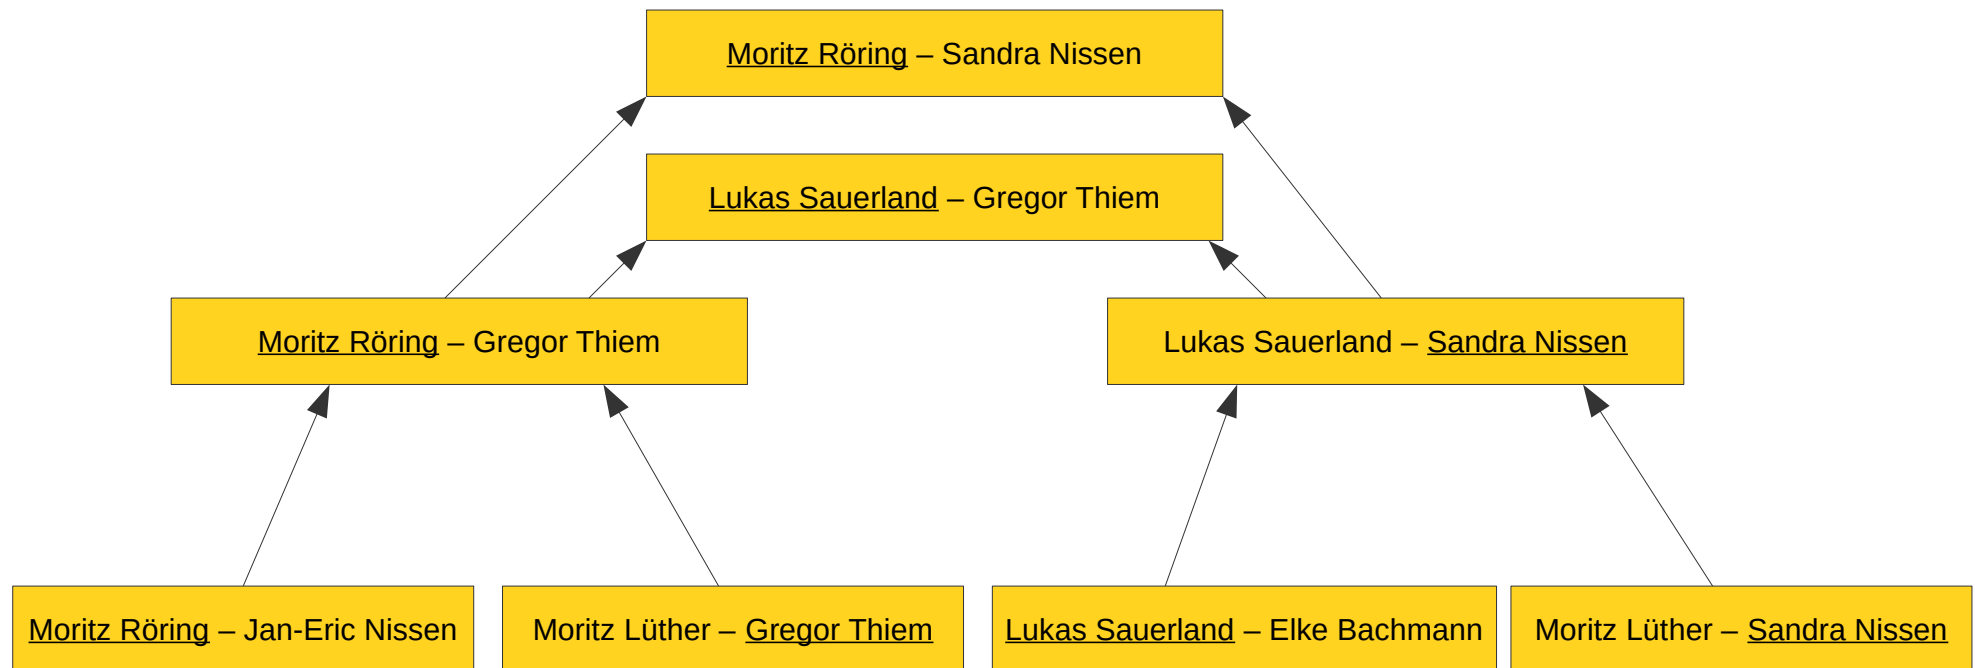 Moritz Röring – Sandra Nissen
Lukas Sauerland – Gregor Thiem
Moritz Röring – Gregor Thiem
Lukas Sauerland – Sandra Nissen
Moritz Röring – Jan-Eric Nissen
Moritz Lüther – Gregor Thiem
Lukas Sauerland – Elke Bachmann
Moritz Lüther – Sandra Nissen